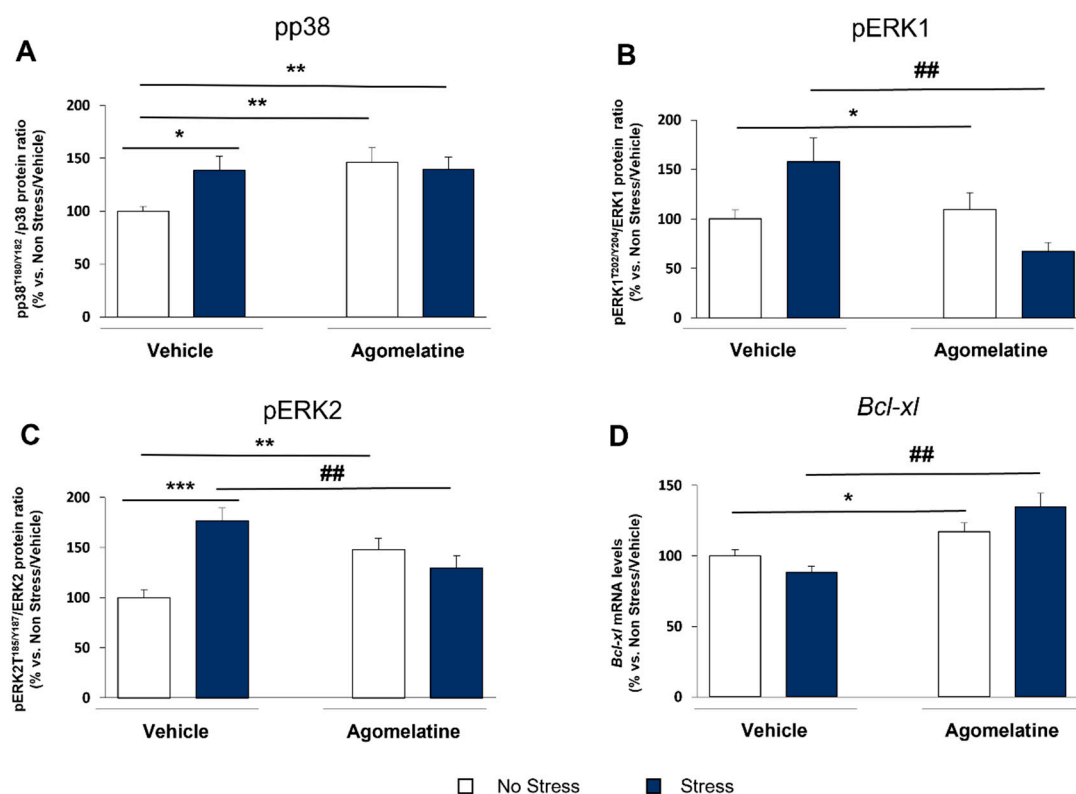 A
pp38
**
**
*
200
150
100
50
0
pp38T180/Y182 /p38 protein ratio
(% vs. Non Stress/Vehicle)
Vehicle
Agomelatine
B
pERK1
##
*
200
150
100
50
0
pERK1T202/Y204/ERK1 protein ratio
(% vs. Non Stress/Vehicle)
Vehicle
Agomelatine
C
pERK2
**
##
***
200
150
100
50
0
pERK2T185/Y187/ERK2 protein ratio
(% vs. Non Stress/Vehicle)
Vehicle
Agomelatine
D
Bcl-xl
##
*
150
100
50
0
Bcl-xl mRNA levels
(% vs. Non Stress/Vehicle)
Vehicle
Agomelatine
No Stress
Stress